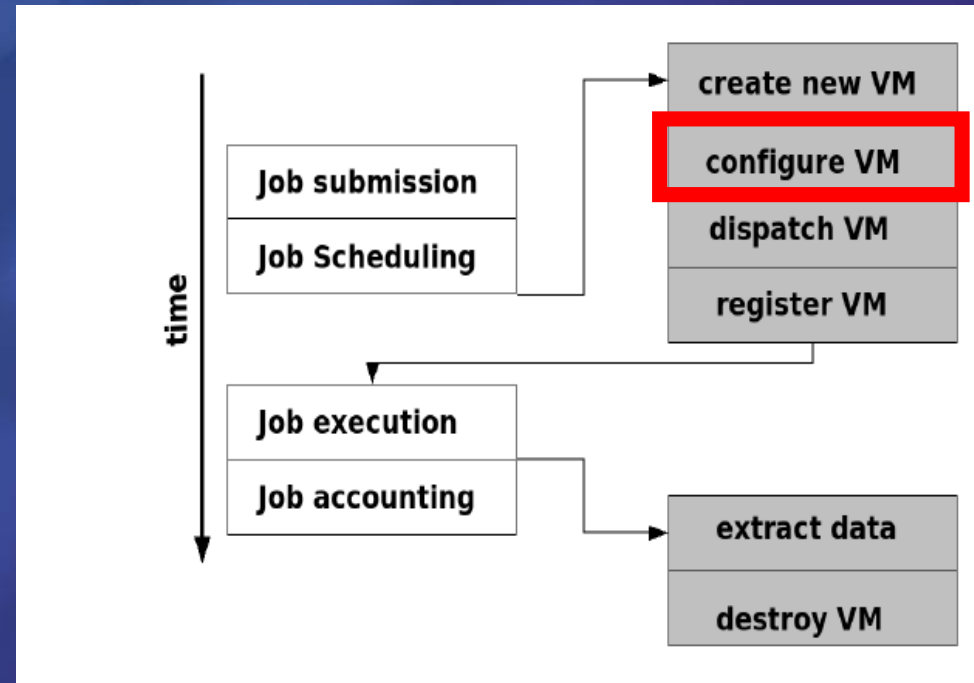 time
Job submission
Job Scheduling
create new VM
configure VM
dispatch VM
register VM
Job execution
Job accounting
extract data
destroy VM